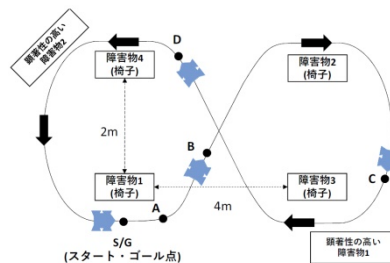 顕著性の高い
障害物2
障害物4
(椅子)
D
障害物2
(椅子)
2m
B
C
障害物1
(椅子)
障害物3
(椅子)
A
4m
S/G
(スタート・ゴール点)
顕著性の高い
障害物1